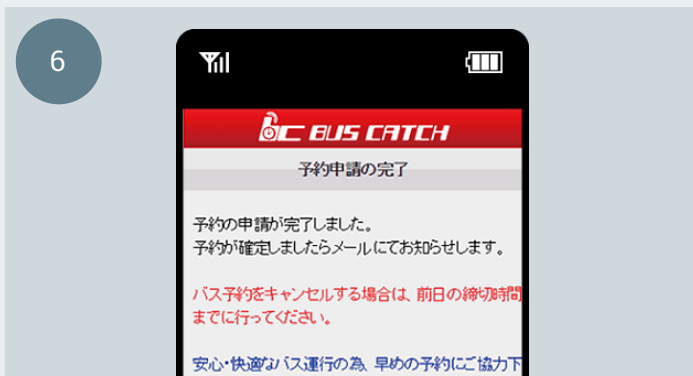 6
BUS CATCH
予約申請の完了
予約の申請が完了しました。
予約が確定しましたらメールにてお知らせします。
バス予約をキャンセルする場合は、前日の締切時間
までに行ってください。
安心・快適なバス運行の為、早めの予約にご協力下